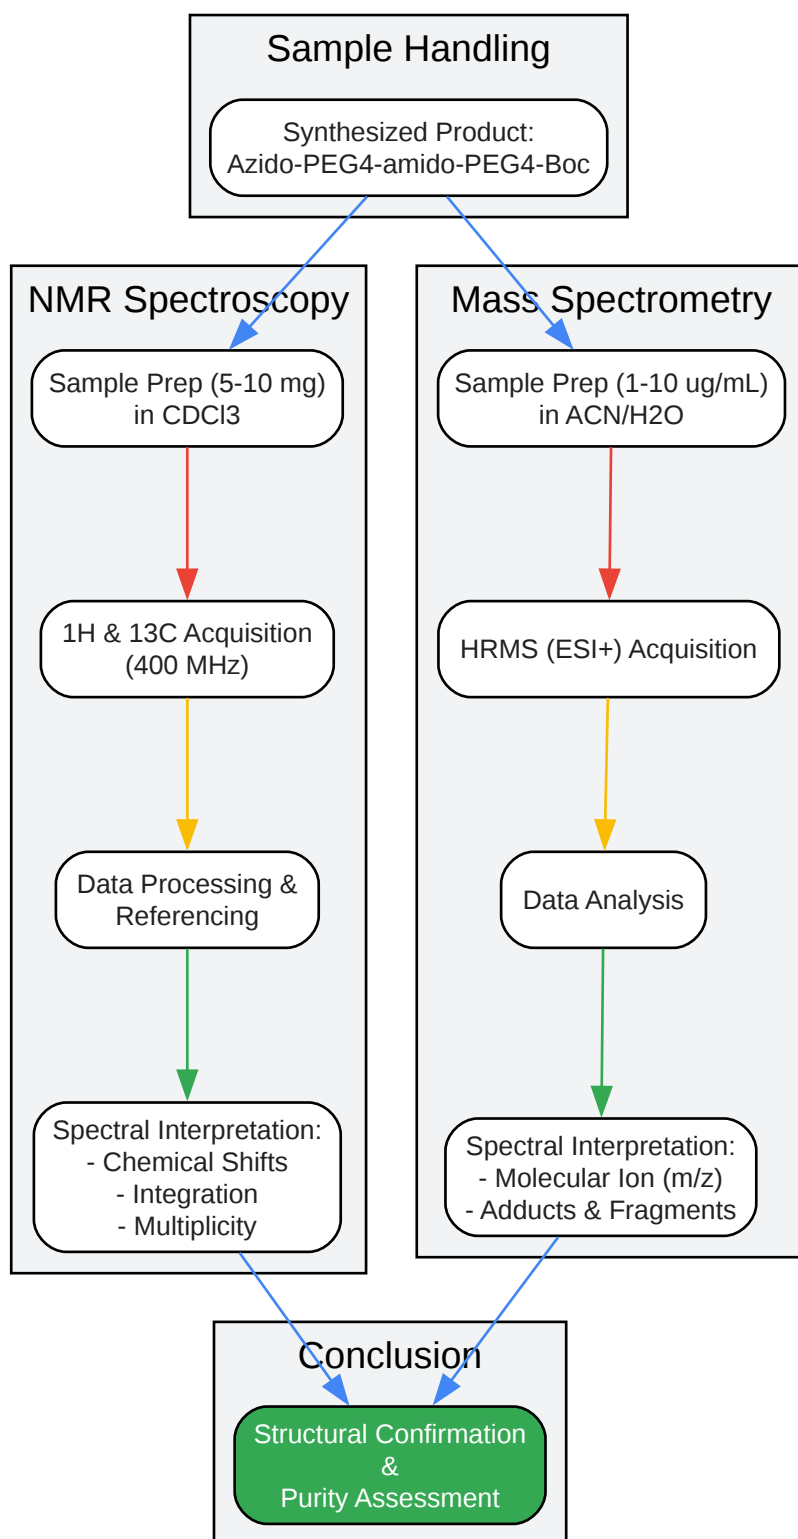 Sample Handling
Synthesized Product:
Azido-PEG4-amido-PEG4-Boc
NMR Spectroscopy
Sample Prep (5-10 mg)
in CDCl3
1H & 13C Acquisition
(400 MHz)
Data Processing &
Referencing
Spectral Interpretation:
- Chemical Shifts
- Integration
- Multiplicity
Mass Spectrometry
Sample Prep (1-10 ug/mL)
in ACN/H2O
HRMS (ESI+) Acquisition
Data Analysis
Spectral Interpretation:
- Molecular Ion (m/z)
- Adducts & Fragments
Conclusion
Structural Confirmation
&
Purity Assessment